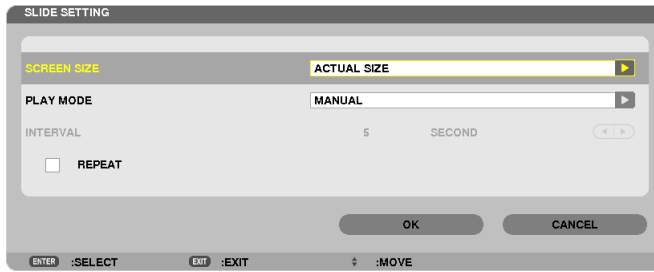 SLIDE SETTING
SCREEN SIZE ACTUAL SIZE
PLAY MODE MANUAL
INTERVAL 5 SECOND
REPEAT
OK CANCEL
ENTER :SELECT EXIT :EXIT :MOVE